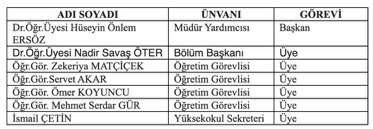 ADI SOYADI ÜNVANI GÖREVİ
Dr.Öğr.Üyesi Hüseyin Önlem Müdür Yardımcısı Başkan
ERSÖZ
Dr.Öğr.Üyesi Nadir Savaş ÖTER Bölüm Başkanı Üye
Öğr.Gör. Zekeriya MATÇİÇEK Öğretim Görevlisi Üye
Öğr.Gör.Servet AKAR Öğretim Görevlisi Üye
Öğr.Gör. Ömer KOYUNCU Öğretim Görevlisi Üye
Öğr.Gör. Mehmet Serdar GÜR Öğretim Görevlisi Üye
İsmail ÇETİN Yüksekokul Sekreteri Üye